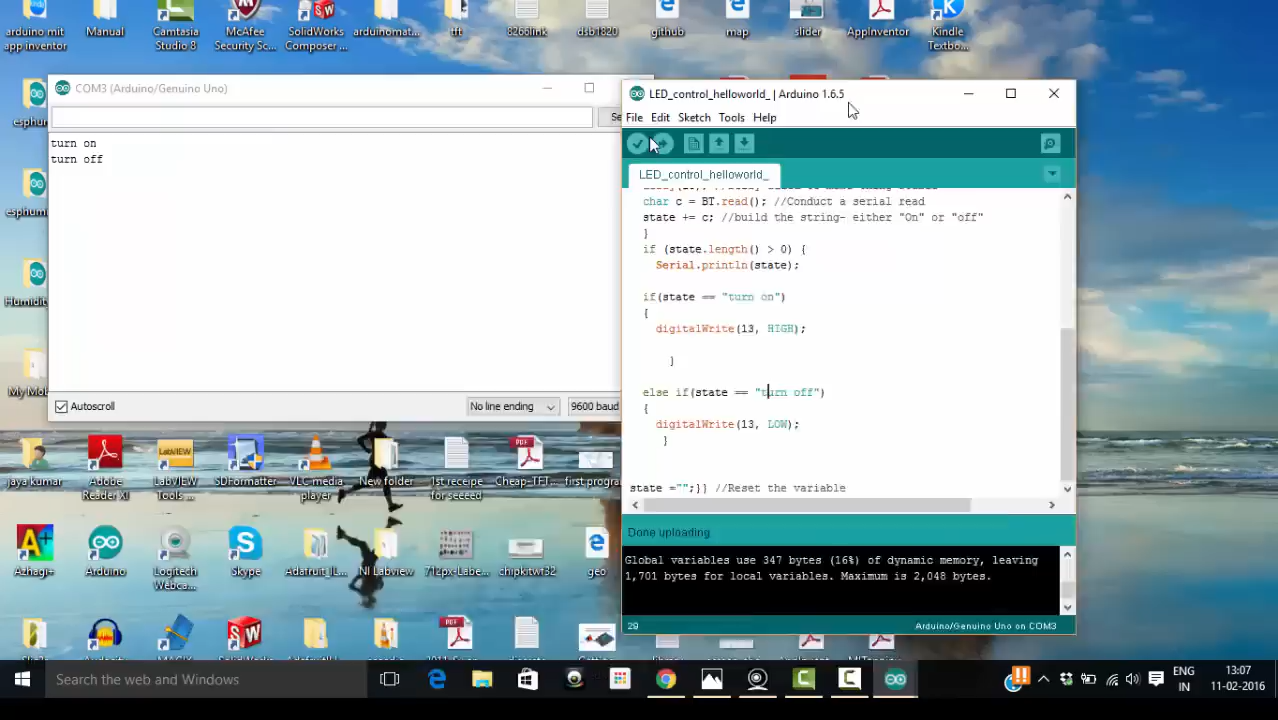 arduino mit
app inventor
Manual
Camtasia
Studio 8
McAfee
Security Sc...
SolidWorks
Composer ...
arduinomat...
tft
8266link
dsb1820
github
map
slider
AppInventor
Kindle
Textbo...
COM3 (Arduino/Genuino Uno)
turn on
turn off
Autoscroll
No line ending
9600 baud
LED_control_helloworld_ | Arduino 1.6.5
File Edit Sketch Tools Help
LED_control_helloworld_
char c = BT.read(); //Conduct a serial read
state += c; //build the string- either "On" or "off"
}
if (state.length() > 0) {
Serial.println(state);
if(state == "turn on")
{
digitalWrite(13, HIGH);
}
else if(state == "turn off")
{
digitalWrite(13, LOW);
}
state ="";}} //Reset the variable
Done uploading
Global variables use 347 bytes (16%) of dynamic memory, leaving
1,701 bytes for local variables. Maximum is 2,048 bytes.
29
Arduino/Genuino Uno on COM3
esphum
esphum
Humidit
My Mo
jaya kumar
Adobe
Reader XI
LabVIEW
Tools ...
SDFormatter
VLC media
player
New folder
1st receipe
for seeeed
Cheap-TFT...
first progra
Azhagi+
Arduino
Logitech
Webca...
Skype
Adafruit_IL...
NI Labview
712px-Labe...
chipkitwf32
geo
Search the web and Windows
ENG
IN
13:07
11-02-2016